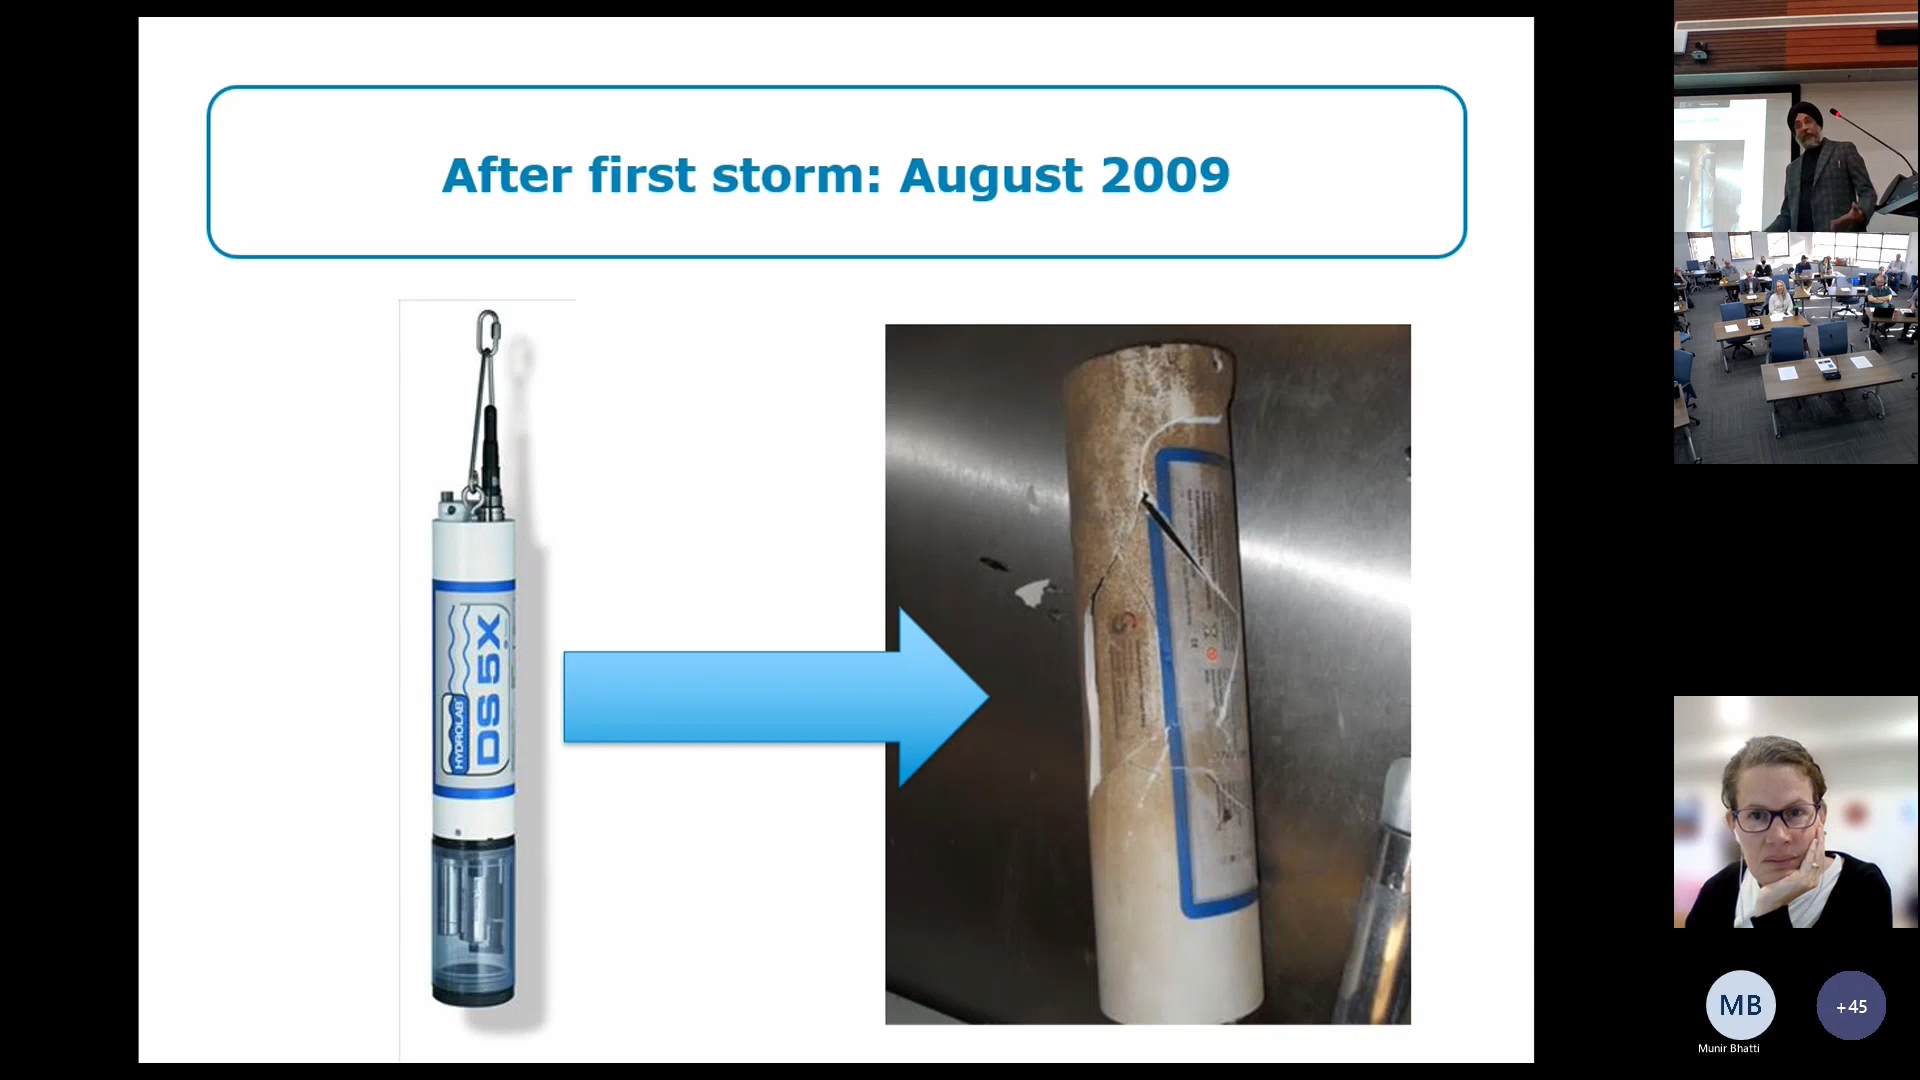 After first storm: August 2009
HYDROLAB
DS 5X
MB
+45
Munir Bhatti